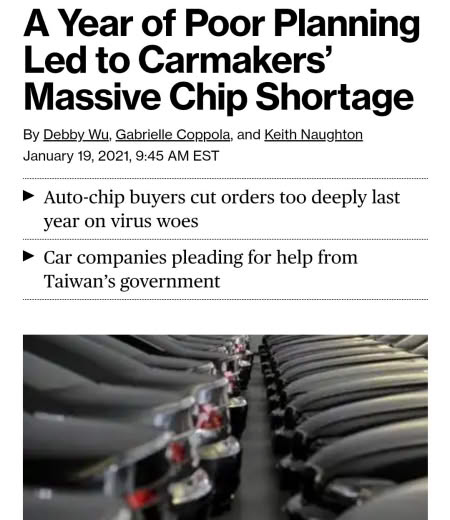 A Year of Poor Planning
Led to Carmakers’
Massive Chip Shortage
By Debby Wu, Gabrielle Coppola, and Keith Naughton
January 19, 2021, 9:45 AM EST
Auto-chip buyers cut orders too deeply last
year on virus woes
Car companies pleading for help from
Taiwan’s government